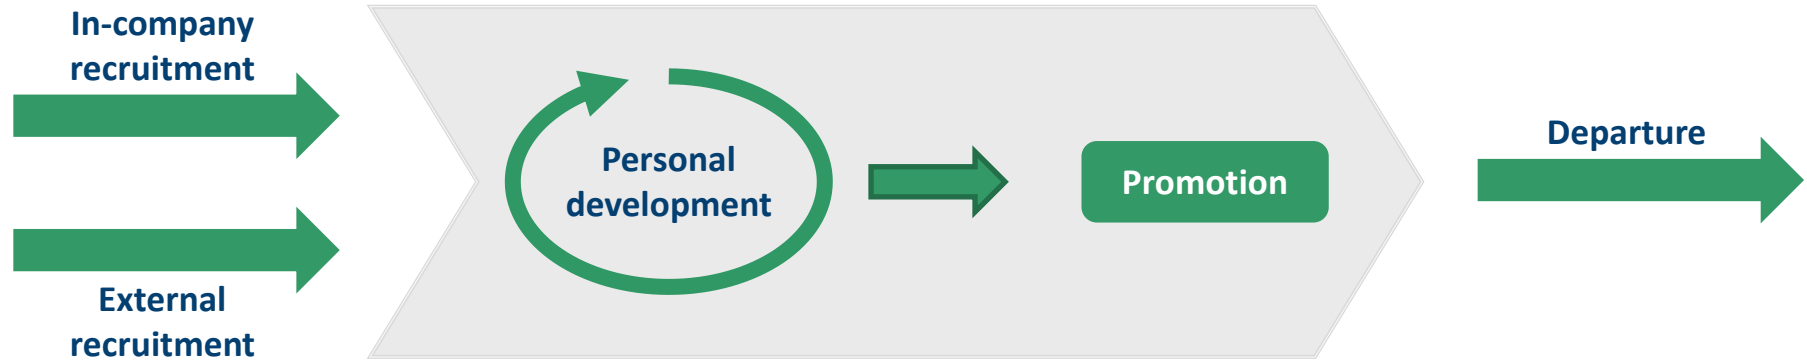 In-company
recruitment
External
recruitment
Personal
development
Promotion
Departure